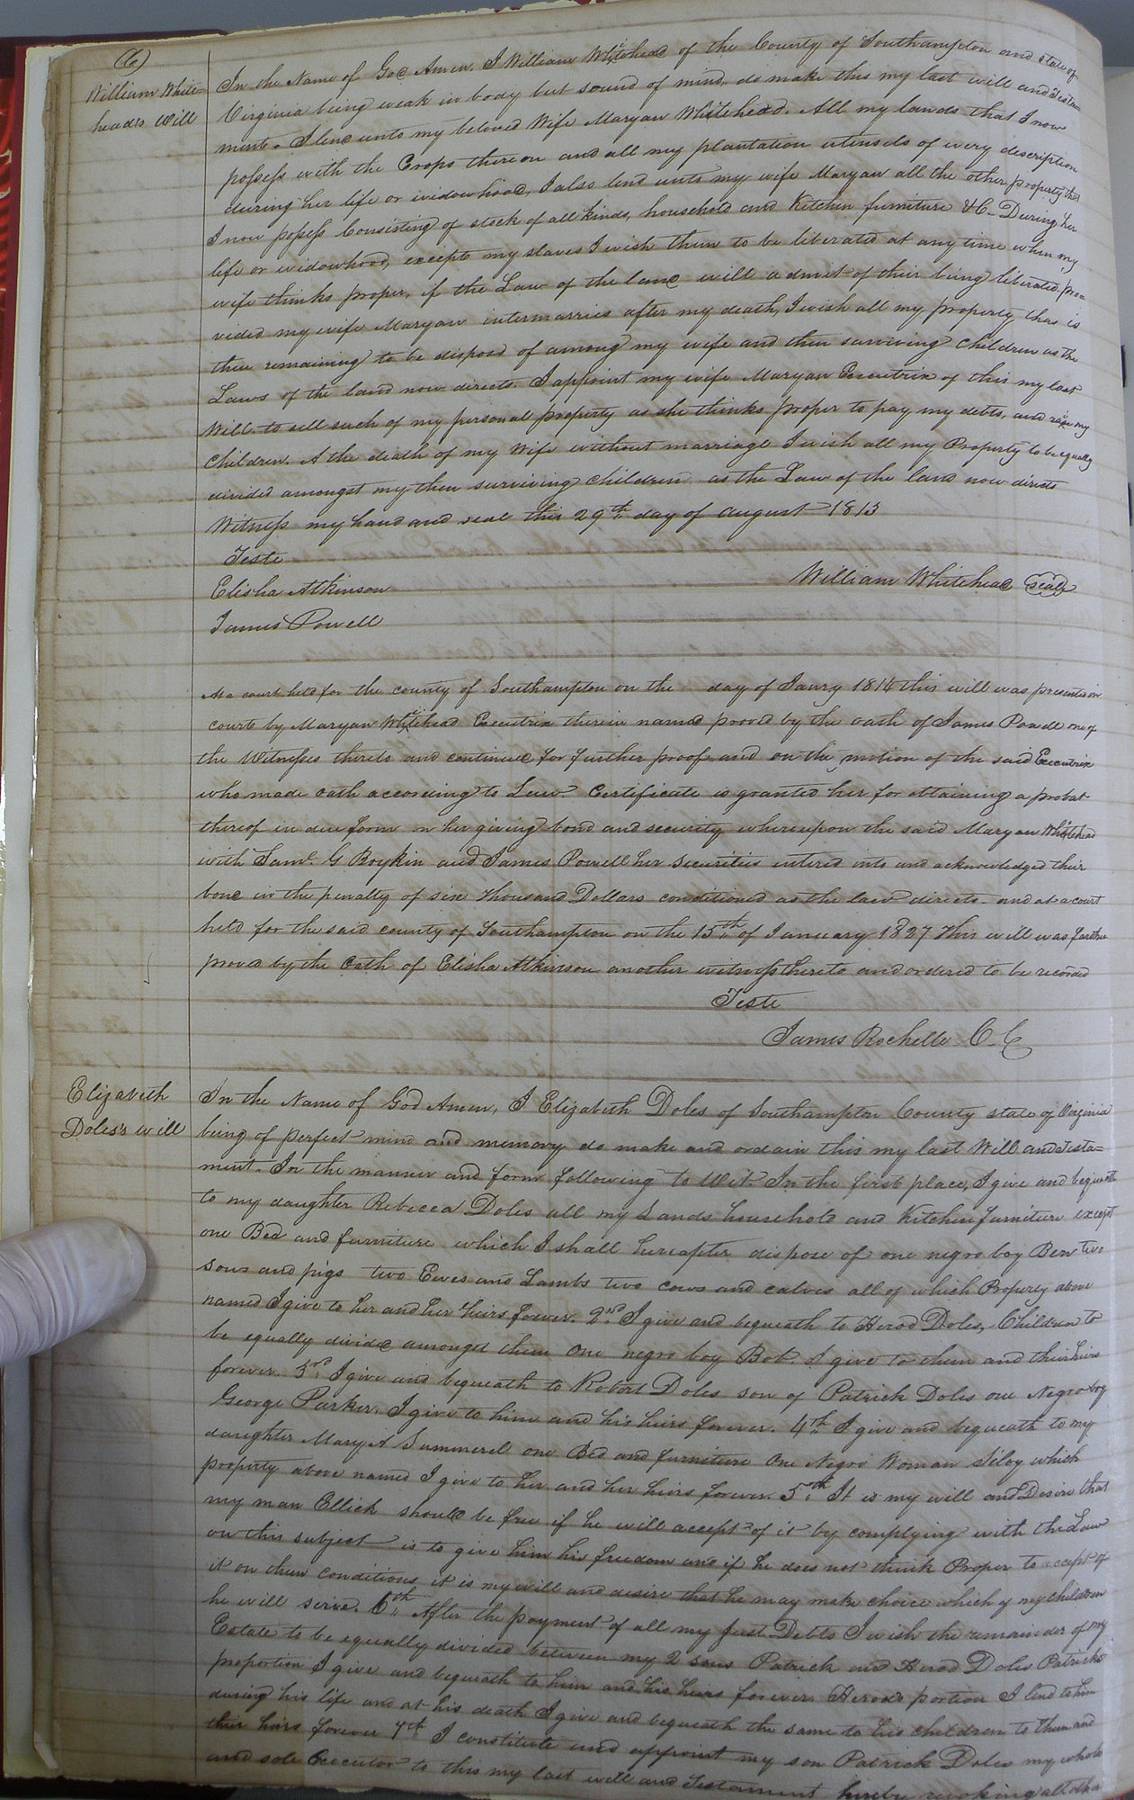 (6)
William White=
heads Will
In the Name of God Amen. I William Whitehead of the County of Southampton and state of
Virginia being weak in body but sound of mind, do make this my last will and Testa=
ment. I lend unto my beloved Wife Maryan Whitehead. All my lands that I now
possess with the Crops thereon and all my plantation utensels of every description
during her life or widowhood, I also lend unto my wife Maryan all the other property that
I now possess Consisting of stock of all kinds, household and Kitchen furniture &C- During her
life or widowhood, except my slaves I wish them to be liberated at any time when my
wife thinks proper, if the Law of the land will admit of their being liberated, pro=
vided my wife Maryan intermarries after my death, I wish all my property that is
then remaining to be disposd of among my wife and then surviving Children as the
Laws of the land now directs. I appoint my wife Maryan Executrix of this my last
Will. to sell such of my personal property as she thinks proper to pay my debts, and raise my
Children. At the death of my Wife without marriage I wish all my Property to be equally
divided amongst my then surviving Children as the Law of the land now directs
Witness my hand and seal this 29th day of august 1813
Teste
Elisha Atkinson
William Whitehead (seal)
James Powell
At a court held for the county of Southampton on the day of Janry 1814 this will was presented in
courts by Maryan Whitehead Executrix therein named proved by the oath of James Powell one of
the Witnesses thereto and continued for further proof and on the motion of the said Executrix
who made oath according to Law. Certificate is granted her for obtaining a probat
thereof in due form on her giving bond and security whereupon the said Maryan Whitehead
with Saml. G Boykin and James Powell her securities entered into and acknowledged their
bond in the penalty of six thousand Dollars conditioned as the law directs. and at a court
held for the said county of Southampton on the 15th of January 1827 This will was further
proved by the Oath of Elisha Atkinson another witness thereto and ordered to be recorded
Teste
James Rochelle C. C
Elizabeth
Doles's will
In the Name of God Amen, I Elizabeth Doles of Southampton County state of Virginia
being of perfect mind and memory do make and ordain this my last Will and Testa=
ment. In the manner and form following to Wit. In the first place, I give and bequeath
to my daughter Rebecca Doles all my Lands household and Kitchen furniture except
one Bed and furniture which I shall hereafter dispose of one negro boy Ben two
sows and pigs two Ewes and Lambs two cows and calves all of which Property above
named I give to her and her heirs forever. 2nd I give and bequeath to Herod Doles, Children to
be equally divided amongst them One negro boy Bob I give to them and their heirs
forever. 3rd I give and bequeath to Robert Doles son of Patrick Doles one Negro boy
George Parker. I give to him and his heirs forever. 4th I give and bequeath to my
daughter Mary A Summerell one Bed and furniture One Negro Woman Silvy which
property above named I give to her and her heirs forever. 5th It is my will and Desire that
my man Ellick should be free if he will accept of it by complying with the Law
on this subject is to give him his freedom and if he does not think Proper to accept of
it on them conditions it is my will and desire that he may make choice which of my children
he will serve. 6th After the payment of all my just Debts I wish the remainder of my
Estate to be equally divided between my 2 sons Patrick and Herod Doles Patricks
proportion I give and bequeath to him and his heirs forever Herods portion I lend to him
during his life and at his death I give and bequeath the same to his children to them and
their heirs forever 7th I constitute and appoint my son Patrick Doles my whole
and sole Executor to this my last will and Testament hereby revoking all other